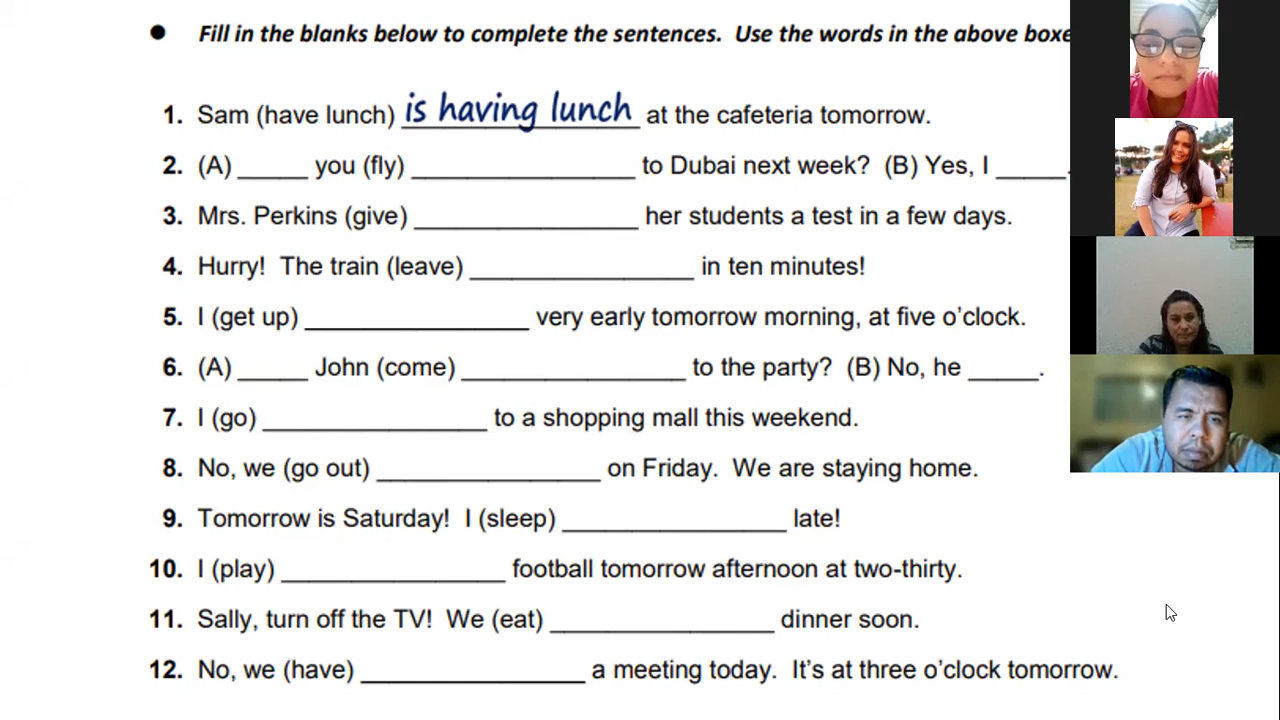 ● Fill in the blanks below to complete the sentences. Use the words in the above boxe
1. Sam (have lunch) is having lunch at the cafeteria tomorrow.
2. (A) _____ you (fly) ________________ to Dubai next week? (B) Yes, I _____.
3. Mrs. Perkins (give) ________________ her students a test in a few days.
4. Hurry! The train (leave) ________________ in ten minutes!
5. I (get up) ________________ very early tomorrow morning, at five o’clock.
6. (A) _____ John (come) ________________ to the party? (B) No, he _____.
7. I (go) ________________ to a shopping mall this weekend.
8. No, we (go out) ________________ on Friday. We are staying home.
9. Tomorrow is Saturday! I (sleep) ________________ late!
10. I (play) ________________ football tomorrow afternoon at two-thirty.
11. Sally, turn off the TV! We (eat) ________________ dinner soon.
12. No, we (have) ________________ a meeting today. It’s at three o’clock tomorrow.